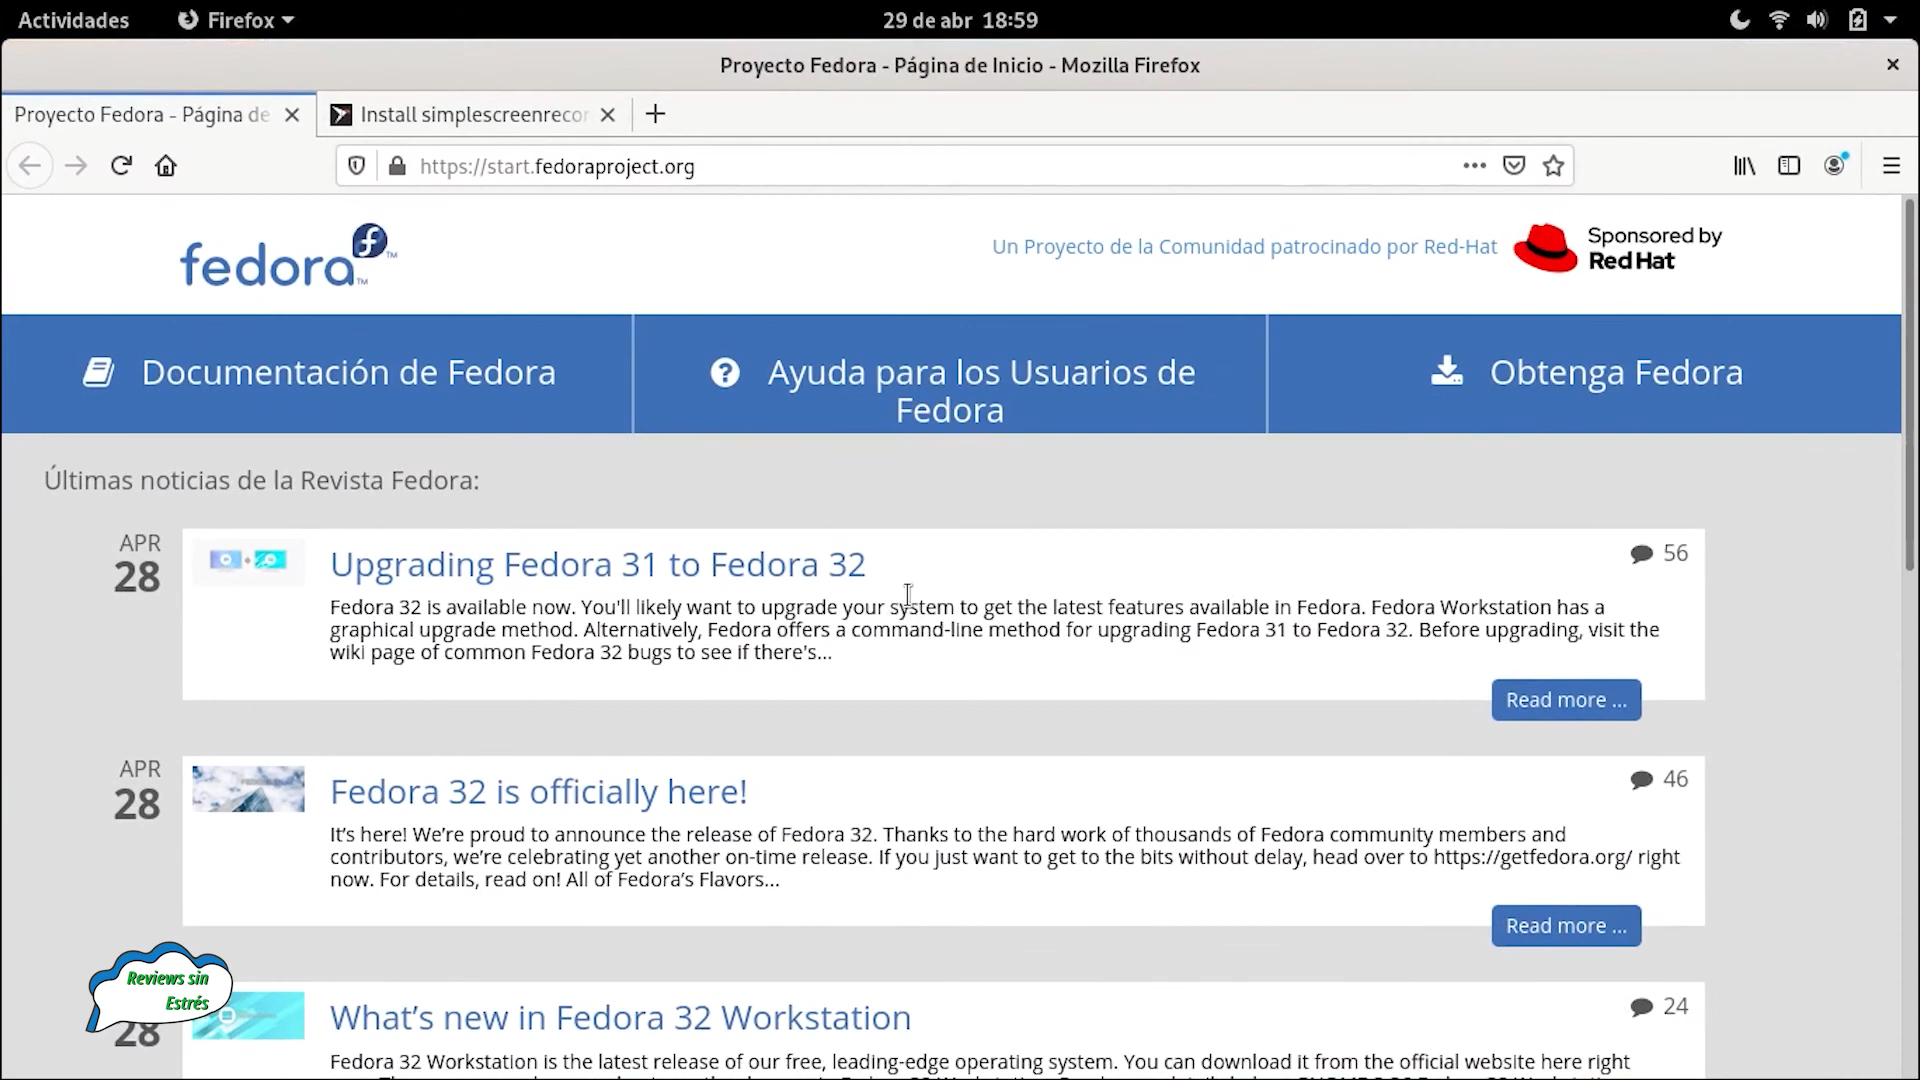 Actividades
Firefox
29 de abr 18:59
Proyecto Fedora - Página de Inicio - Mozilla Firefox
Proyecto Fedora - Página de
Install simplescreenrecor
https://start.fedoraproject.org
fedora
TM
TM
Un Proyecto de la Comunidad patrocinado por Red-Hat
Sponsored by
Red Hat
Documentación de Fedora
Ayuda para los Usuarios de
Fedora
Obtenga Fedora
Últimas noticias de la Revista Fedora:
APR
28
Upgrading Fedora 31 to Fedora 32
56
Fedora 32 is available now. You'll likely want to upgrade your system to get the latest features available in Fedora. Fedora Workstation has a
graphical upgrade method. Alternatively, Fedora offers a command-line method for upgrading Fedora 31 to Fedora 32. Before upgrading, visit the
wiki page of common Fedora 32 bugs to see if there's...
Read more ...
APR
28
Fedora 32 is officially here!
46
It’s here! We’re proud to announce the release of Fedora 32. Thanks to the hard work of thousands of Fedora community members and
contributors, we’re celebrating yet another on-time release. If you just want to get to the bits without delay, head over to https://getfedora.org/ right
now. For details, read on! All of Fedora’s Flavors...
Read more ...
Reviews sin
Estrés
28
What’s new in Fedora 32 Workstation
24
Fedora 32 Workstation is the latest release of our free, leading-edge operating system. You can download it from the official website here right